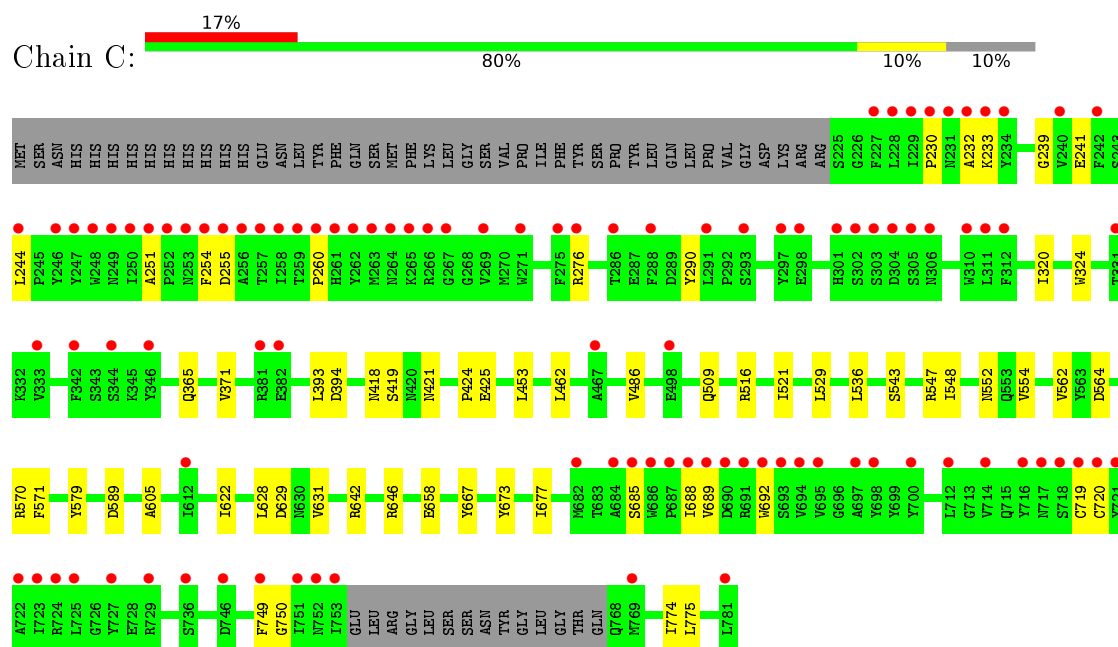 17%
Chain C:
80% 10% 10%
MET SER ASN HIS HIS HIS HIS HIS HIS HIS HIS HIS HIS GLU ASN LEU TYR PHE GLN SER MET PHE LYS LEU GLY SER VAL PRO ILE PHE TYR SER PRO TYR LEU GLN LEU PRO VAL GLY ASP LYS ARG ARG S225 G226 F227 L228 I229 P230 N231 A232 K233 Y234 G239 V240 E241 F242 S243
L244 P245 Y246 Y247 W248 N249 I250 A251 P252 N253 F254 D255 A256 T257 I258 T259 P260 H261 Y262 M263 N264 K265 R266 G267 G268 V269 M270 W271 F275 R276 T286 E287 F288 D289 Y290 L291 P292 S293 Y297 E298 H301 S302 S303 D304 S305 N306 W310 L311 F312 I320 W324 T331
K332 V333 F342 S343 S344 K345 Y346 Q365 V371 R381 E382 L393 D394 N418 S419 N420 N421 P424 E425 L453 L462 A467 V486 E498 Q509 R516 I521 L529 L536 S543 R547 I548 N552 Q553 V554 V562 Y563 D564
R570 F571 Y579 D589 A605 I612 I622 L628 D629 N630 V631 R642 R646 E658 Y667 Y673 I677 M682 T683 A684 S685 W686 P687 I688 V689 D690 R691 W692 S693 V694 V695 G696 A697 Y698 Y699 Y700 L712 G713 V714 Q715 Y716 N717 S718 C719 C720 Y721
A722 I723 R724 L725 G726 Y727 E728 R729 S736 D746 F749 G750 I751 N752 I753 GLU LEU ARG GLY LEU SER SER ASN TYR GLY LEU GLY THR GLN Q768 M769 I774 L775 L781